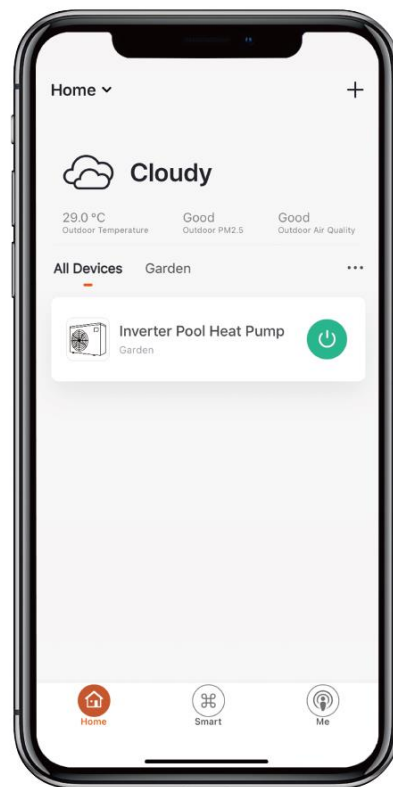 Home
Cloudy
29.0 °C Good Good
Outdoor Temperature Outdoor PM2.5 Outdoor Air Quality
All Devices Garden
Inverter Pool Heat Pump
Garden
Home Smart Me